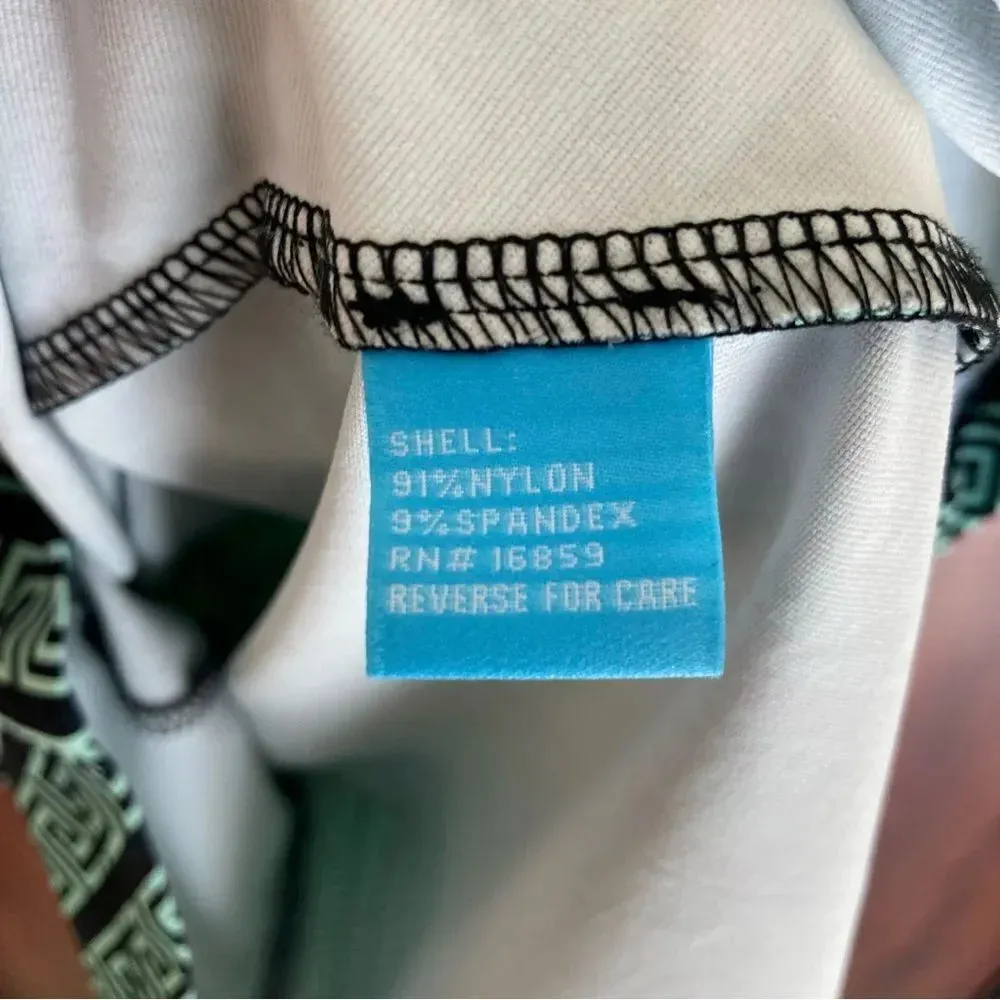 SHELL:
91%NYLON
9%SPANDEX
RN# 16859
REVERSE FOR CARE